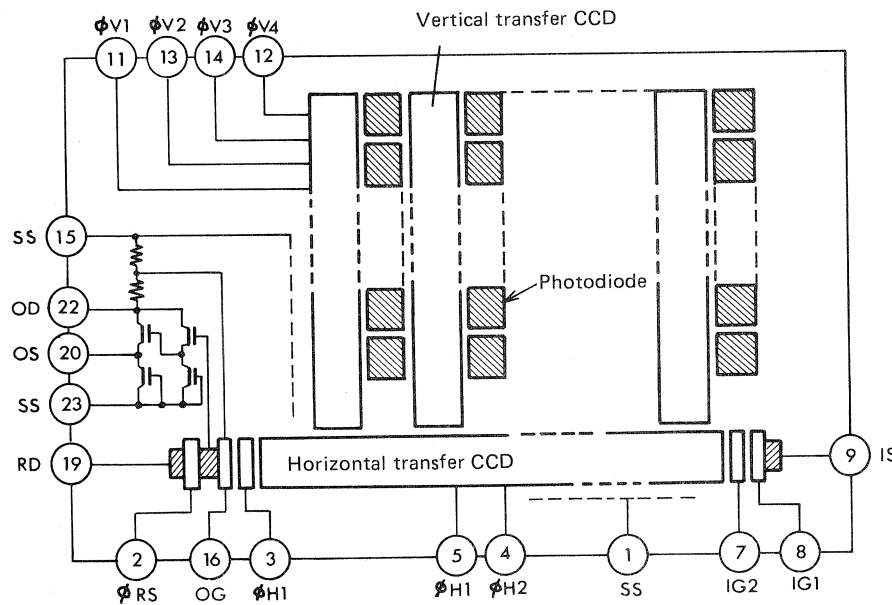 Vertical transfer CCD
ϕV1 ϕV2 ϕV3 ϕV4
11 13 14 12
SS 15
Photodiode
OD 22
OS 20
SS 23
RD 19
Horizontal transfer CCD
9 IS
2 16 3 5 4 1 7 8
ϕRS OG ϕH1 ϕH1 ϕH2 SS IG2 IG1